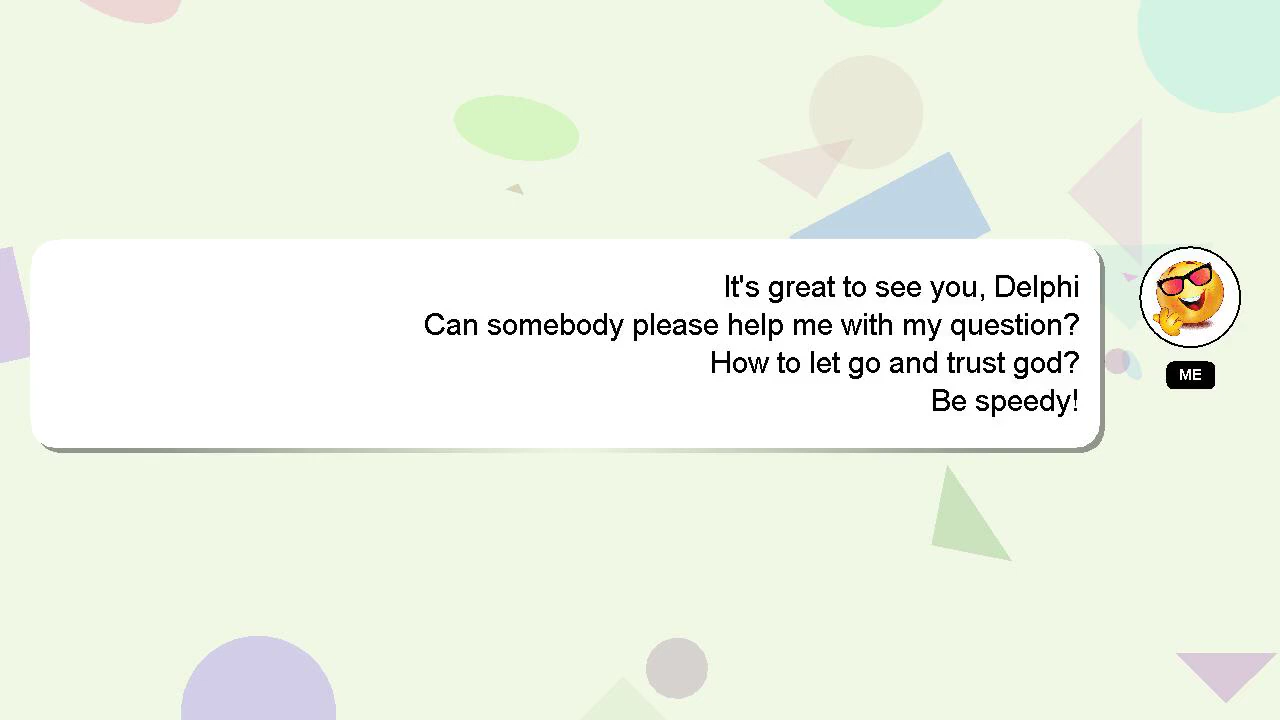 It's great to see you, Delphi
Can somebody please help me with my question?
How to let go and trust god?
Be speedy!
ME